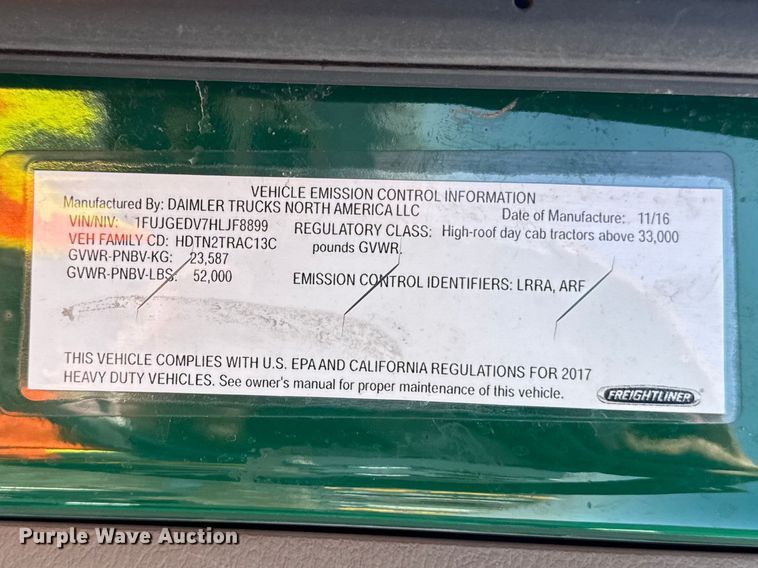 VEHICLE EMISSION CONTROL INFORMATION
Manufactured By: DAIMLER TRUCKS NORTH AMERICA LLC Date of Manufacture: 11/16
VIN/NIV: 1FUJGEDV7HLJF8899 REGULATORY CLASS: High-roof day cab tractors above 33,000
VEH FAMILY CD: HDTN2TRAC13C pounds GVWR.
GVWR-PNBV-KG: 23,587
GVWR-PNBV-LBS: 52,000 EMISSION CONTROL IDENTIFIERS: LRRA, ARF
THIS VEHICLE COMPLIES WITH U.S. EPA AND CALIFORNIA REGULATIONS FOR 2017
HEAVY DUTY VEHICLES. See owner's manual for proper maintenance of this vehicle.
FREIGHTLINER
Purple Wave Auction